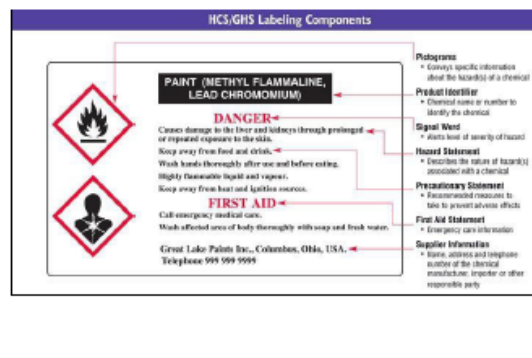 HCS/GHS Labeling Components
PAINT (METHYL FLAMMALINE,
LEAD CHROMOMIUM)
DANGER
Causes damage to the liver and kidneys through prolonged
or repeated exposure to the skin.
Keep away from food and drink.
Wash hands thoroughly after use and before eating.
Highly flammable liquid and vapour.
Keep away from heat and ignition sources.
FIRST AID
Call emergency medical care.
Wash affected area of body thoroughly with soap and fresh water.
Great Lake Paints Inc., Columbus, Ohio, USA.
Telephone 999 999 9999
Pictograms
• Conveys specific information
about the hazard(s) of a chemical
Product Identifier
• Chemical name or number to
identify the chemical
Signal Word
• Alerts level of severity of hazard
Hazard Statement
• Describes the nature of hazard(s)
associated with a chemical
Precautionary Statement
• Recommended measures to
take to prevent adverse effects
First Aid Statement
• Emergency care information
Supplier Information
• Name, address and telephone
number of the chemical
manufacturer, importer or other
responsible party